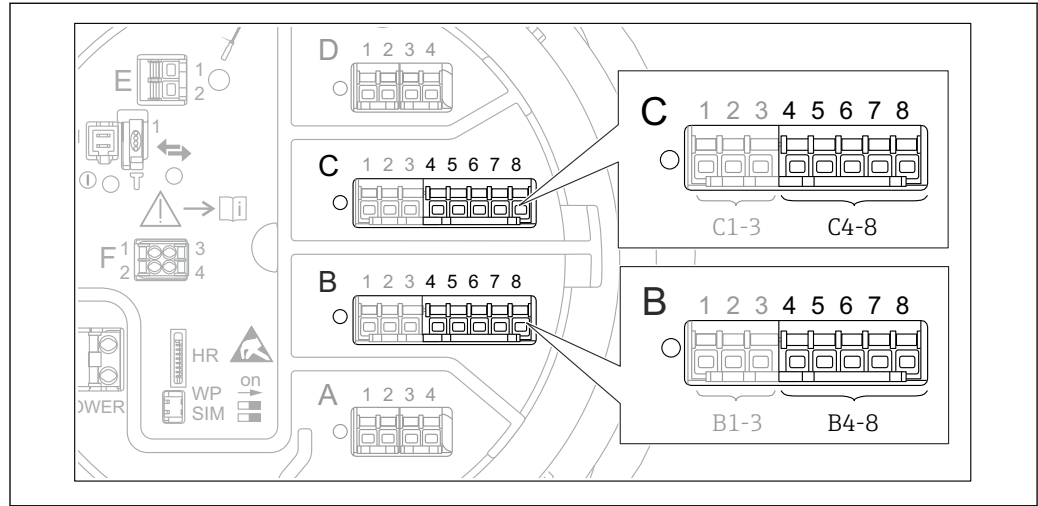 D 1 2 3 4
E 1
2
1
C 1 2 3 4 5 6 7 8
C 1 2 3 4 5 6 7 8
C1-3 C4-8
i
F 1 3
2 4
B 1 2 3 4 5 6 7 8
B 1 2 3 4 5 6 7 8
B1-3 B4-8
HR
WP on
SIM
OWER
A 1 2 3 4